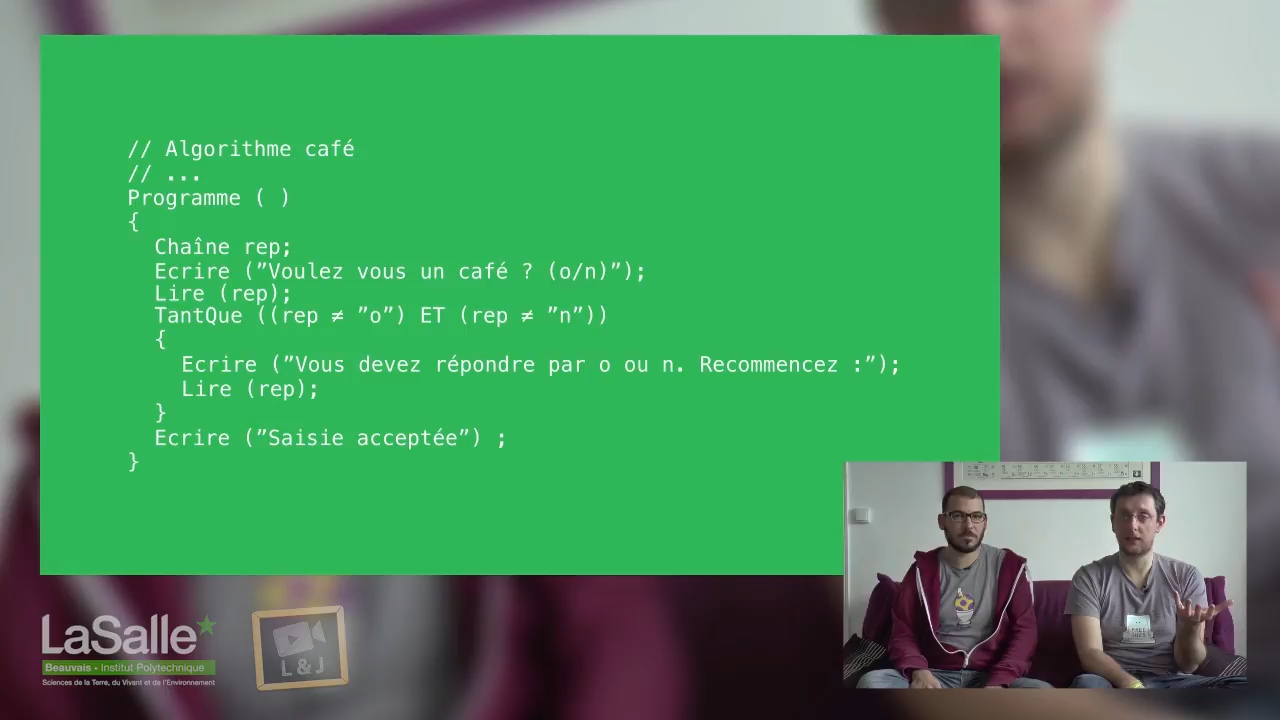 // Algorithme café
// ...
Programme ( )
{
Chaîne rep;
Ecrire (”Voulez vous un café ? (o/n)”);
Lire (rep);
TantQue ((rep ≠ ”o”) ET (rep ≠ ”n”))
{
Ecrire (”Vous devez répondre par o ou n. Recommencez :”);
Lire (rep);
}
Ecrire (”Saisie acceptée”) ;
}
LaSalle
Beauvais - Institut Polytechnique
Sciences de la Terre, du Vivant et de l'Environnement
L & J